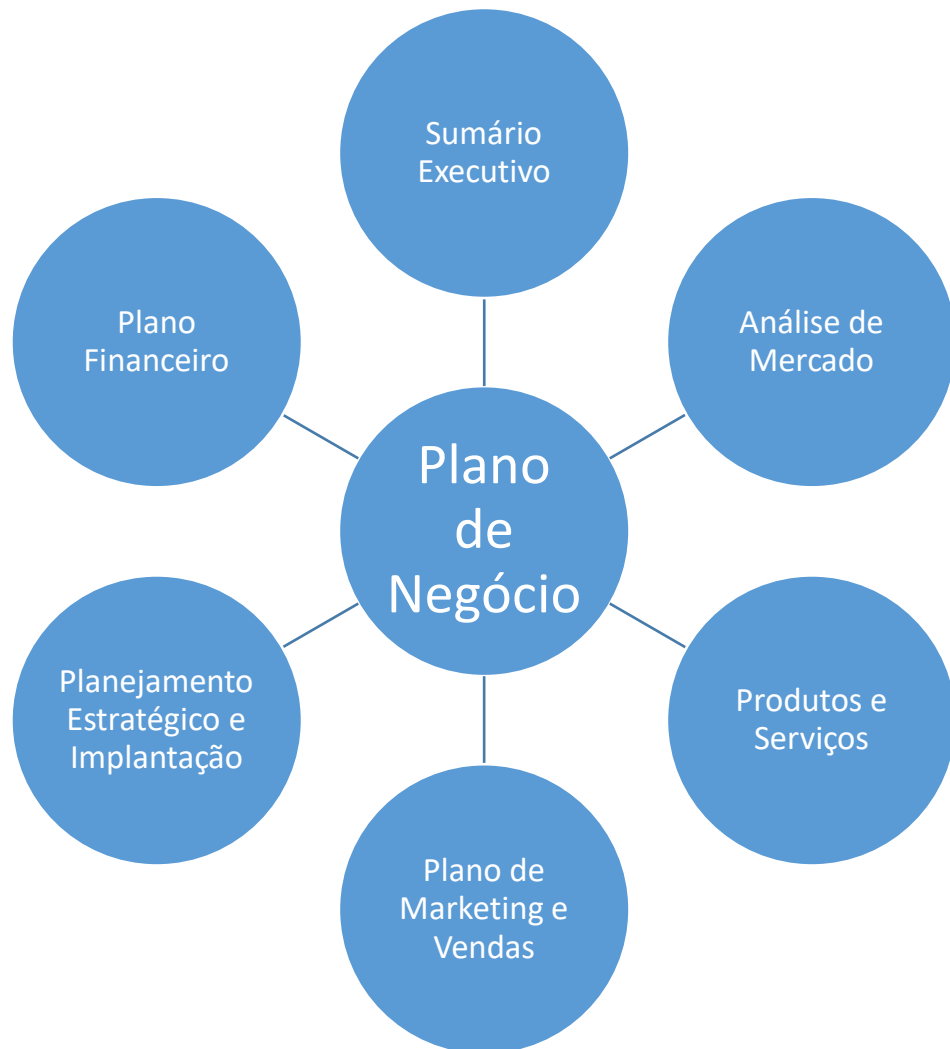 Sumário
Executivo
Análise de
Mercado
Produtos e
Serviços
Plano de
Marketing e
Vendas
Planejamento
Estratégico e
Implantação
Plano
Financeiro
Plano
de
Negócio